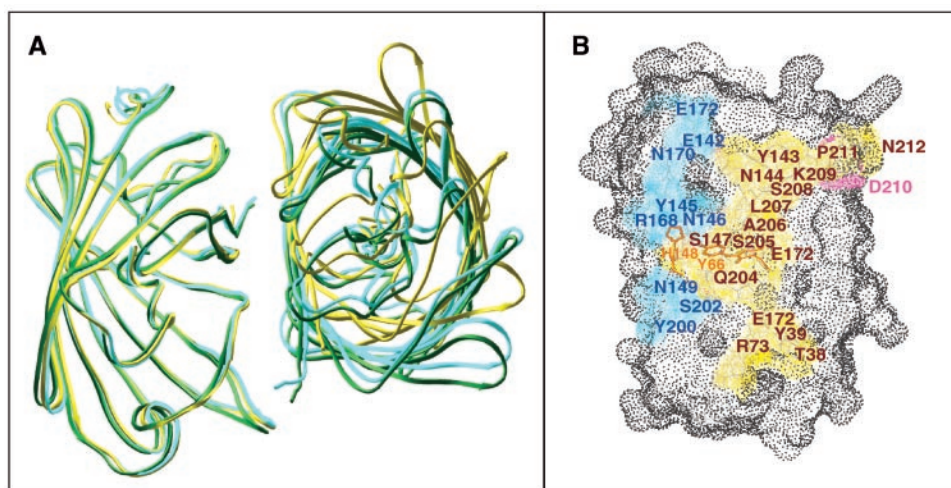 A
B
E172
E142
N170
Y143
P211
N212
N144
K209
S208
D210
Y145
L207
R168
N146
A206
S147
S205
H148
Y66
E172
Q204
N149
S202
E172
Y200
Y39
R73
T38